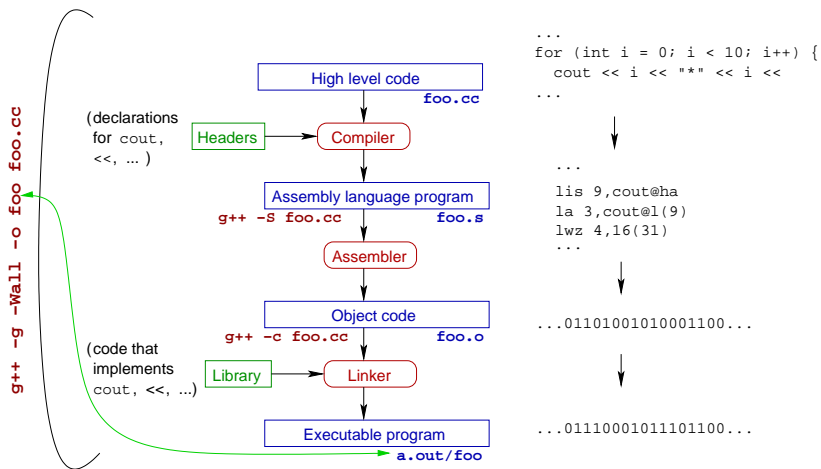 g++ -g -Wall -o foo foo.cc
High level code
foo.cc
(declarations
for cout,
<<, ... )
Headers
Compiler
Assembly language program
g++ -S foo.cc
foo.s
Assembler
Object code
g++ -c foo.cc
foo.o
(code that
implements
cout, <<, ...)
Library
Linker
Executable program
a.out/foo
...
for (int i = 0; i < 10; i++) {
cout << i << "*" << i <<
...
...
lis 9,cout@ha
la 3,cout@l(9)
lwz 4,16(31)
...
...01101001010001100...
...01110001011101100...